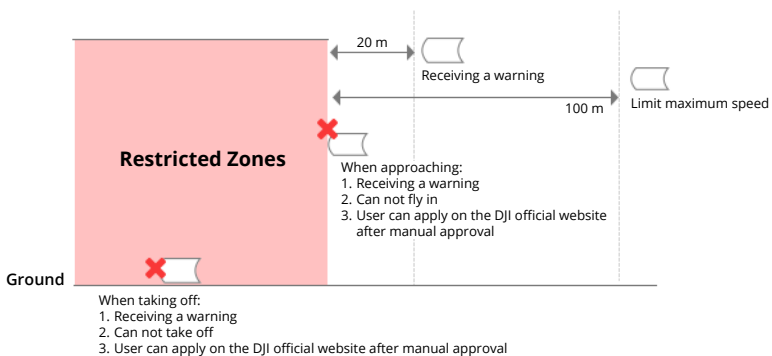 20 m
Receiving a warning
100 m
Limit maximum speed
Restricted Zones
When approaching:
1. Receiving a warning
2. Can not fly in
3. User can apply on the DJI official website
after manual approval
Ground
When taking off:
1. Receiving a warning
2. Can not take off
3. User can apply on the DJI official website after manual approval